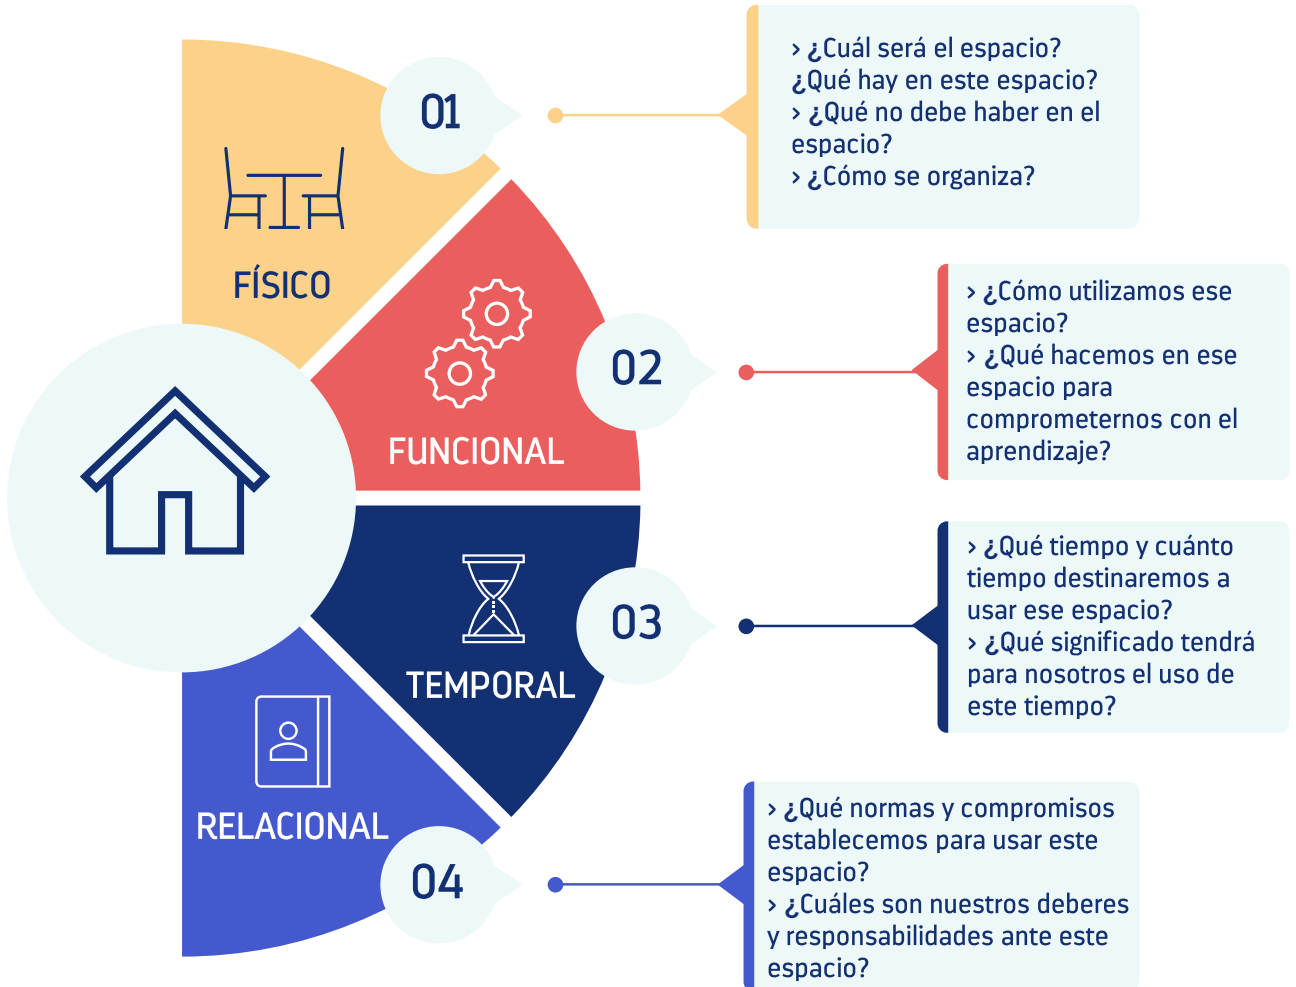 01
> ¿Cuál será el espacio?
¿Qué hay en este espacio?
> ¿Qué no debe haber en el
espacio?
> ¿Cómo se organiza?
FÍSICO
02
> ¿Cómo utilizamos ese
espacio?
> ¿Qué hacemos en ese
espacio para
comprometernos con el
aprendizaje?
FUNCIONAL
03
> ¿Qué tiempo y cuánto
tiempo destinaremos a
usar ese espacio?
> ¿Qué significado tendrá
para nosotros el uso de
este tiempo?
TEMPORAL
RELACIONAL
04
> ¿Qué normas y compromisos
establecemos para usar este
espacio?
> ¿Cuáles son nuestros deberes
y responsabilidades ante este
espacio?